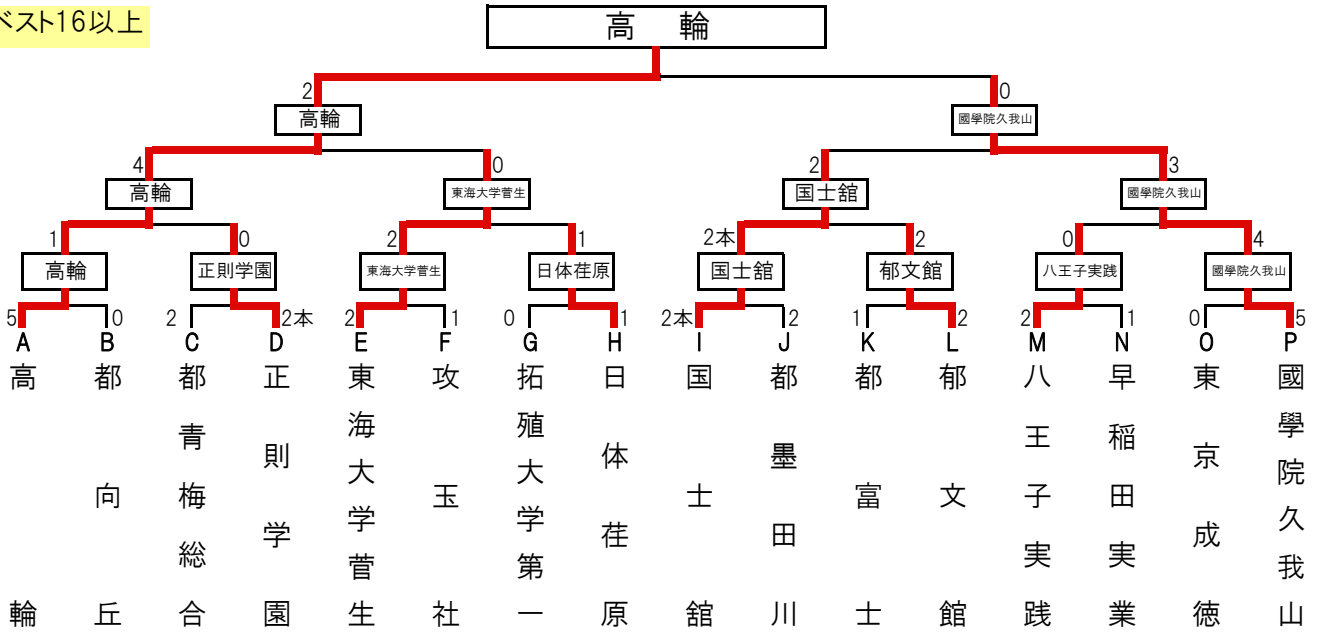 ベスト16以上
高輪
2 0
高輪 國學院久我山
4 0 2 3
高輪 東海大学菅生 国士舘 國學院久我山
1 0 2 1 2本 2 0 4
高輪 正則学園 東海大学菅生 日体荏原 国士舘 郁文館 八王子実践 國學院久我山
5 0 2 2本 2 1 0 1 2本 2 1 2 2 1 0 5
A B C D E F G H I J K L M N O P
高輪
都向丘
都青梅総合
正則学園
東海大学菅生
攻玉社
拓殖大学第一
日体荏原
国士舘
都墨田川
都富士
郁文館
八王子実践
早稲田実業
東京成徳
國學院久我山